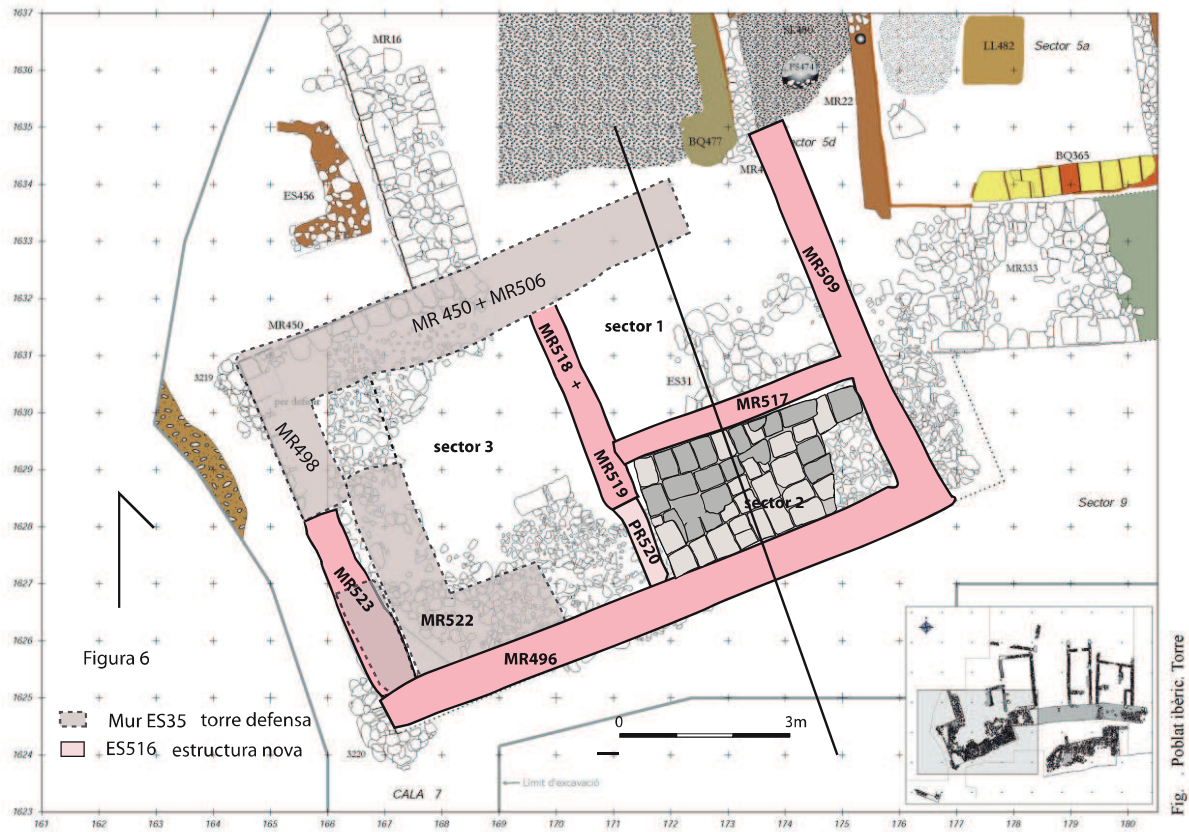 1637
1636
1635
1634
1633
1632
1631
1630
1629
1628
1627
1626
1625
1624
1623
MR16
PS474
LL482
Sector 5a
MR22
BQ477
BQ365
ES456
MR333
MR509
MR 450 + MR506
MR450
sector 1
MR518 +
3219
ES31
per defensa
MR517
MR498
sector 3
MR519
sector 2
Sector 9
PR520
MR523
MR522
MR496
Figura 6
Mur ES35 torre defensa
ES516 estructura nova
0 3m
3220
CALA 7
Límit d'excavació
161 162 163 164 165 166 167 168 169 170 171 172 173 174 175 176 177 178 179 180
Fig. . Poblat ibèric. Torre